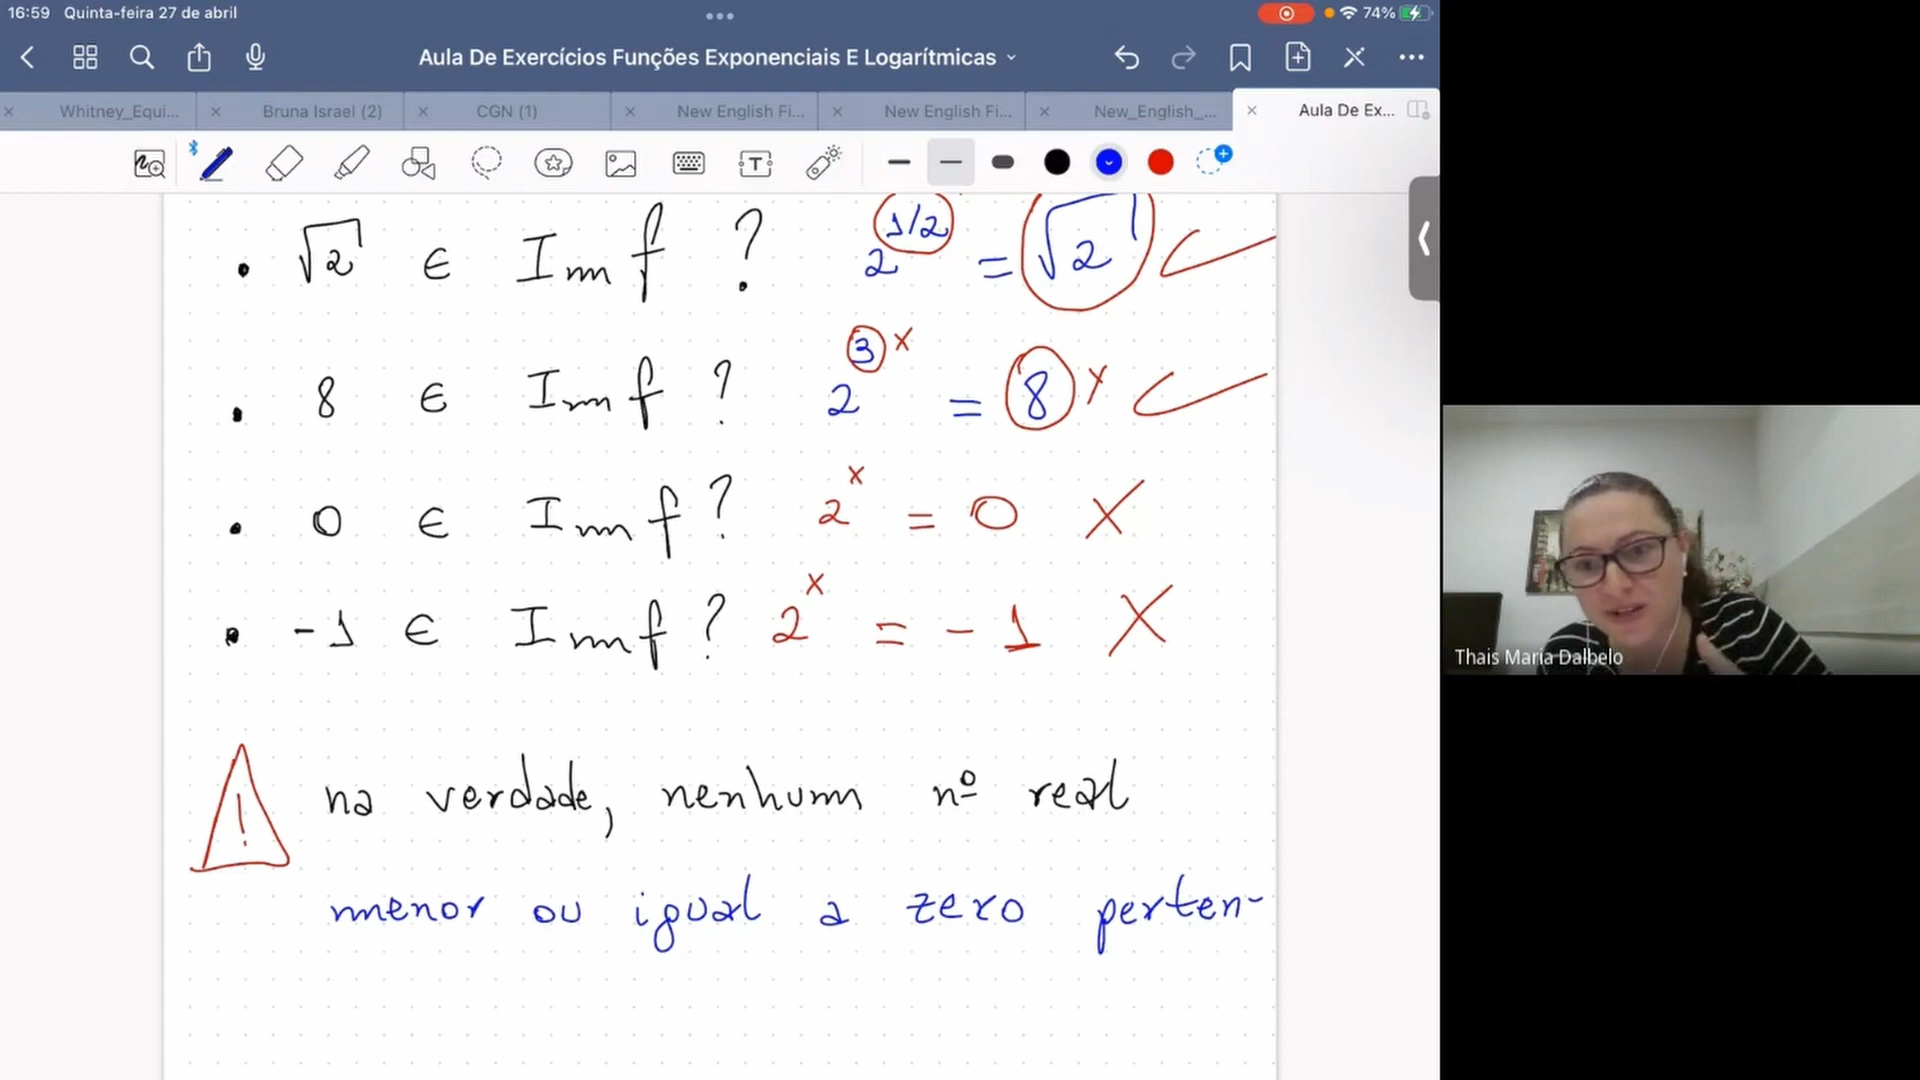 16:59 Quinta-feira 27 de abril
74%
Aula De Exercícios Funções Exponenciais E Logarítmicas
Whitney_Equi... Bruna Israel (2) CGN (1) New English Fi... New English Fi... New_English_... Aula De Ex...
• √2 ∈ Im f ? 2^1/2 = √2
• 8 ∈ Im f ? 2^3 x = 8 y
• 0 ∈ Im f ? 2^x = 0 X
• -1 ∈ Im f ? 2^x = -1 X
! na verdade, nenhum nº real
menor ou igual a zero perten-
Thais Maria Dalbelo